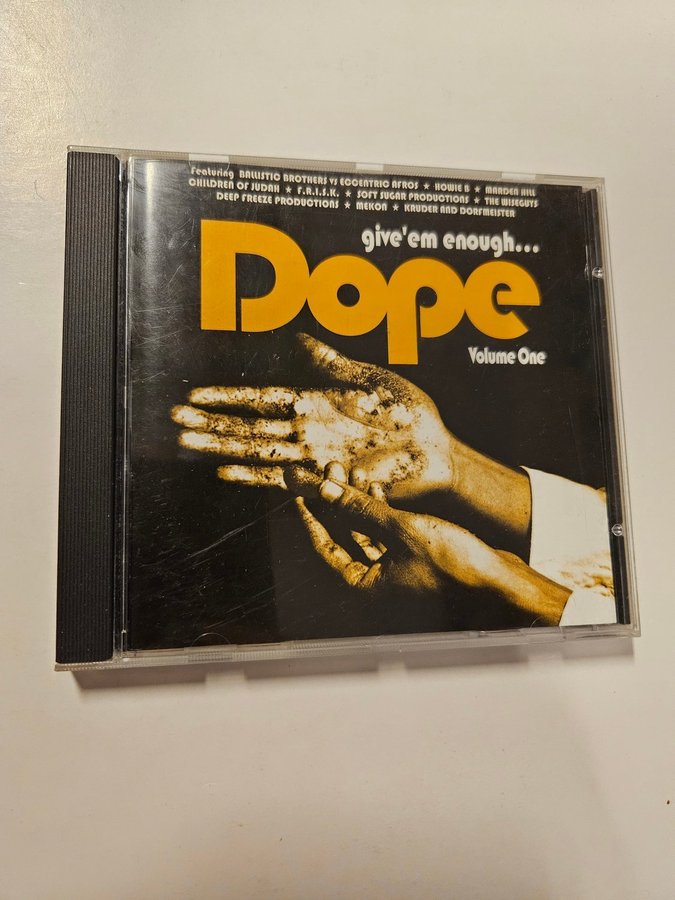 Featuring BALLISTIC BROTHERS VS ECCENTRIC AFROS ★ HOWIE B ★ MARDEN HILL
CHILDREN OF JUDAH ★ F.R.I.S.K. ★ SOFT SUGAR PRODUCTIONS ★ THE WISEGUYS
DEEP FREEZE PRODUCTIONS ★ MEKON ★ KRUDER AND DORFMEISTER
give'em enough...
Dope
Volume One